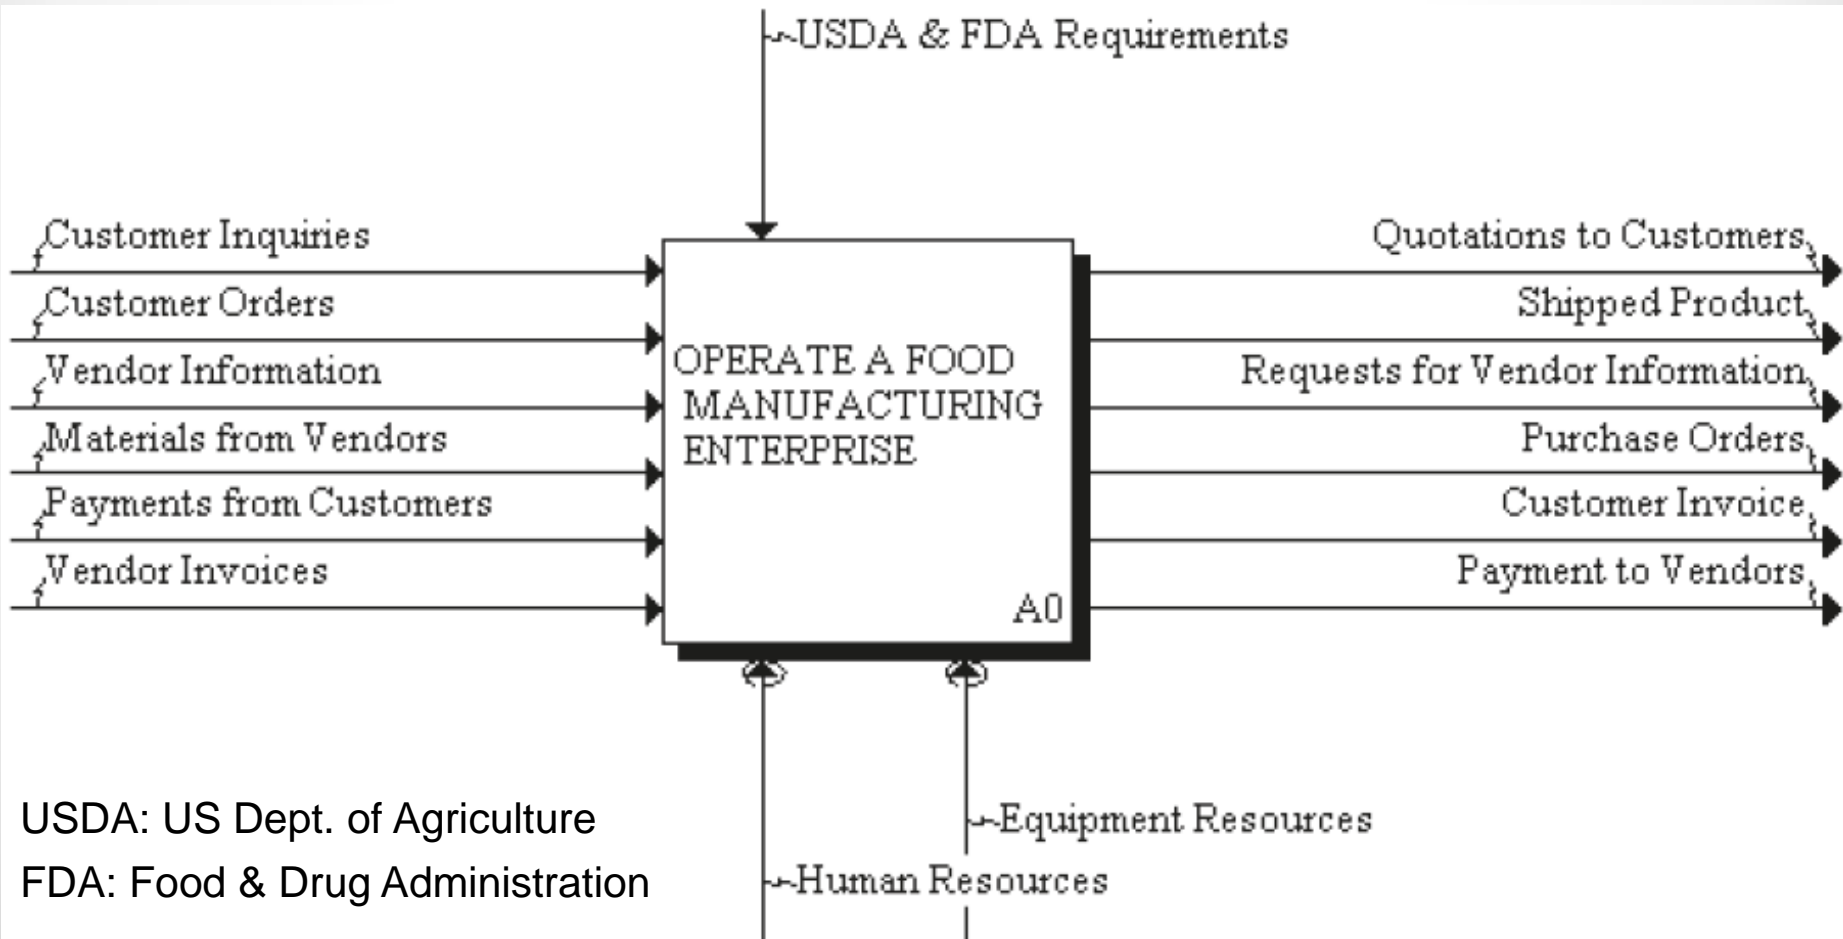 USDA & FDA Requirements
Customer Inquiries
Customer Orders
Vendor Information
Materials from Vendors
Payments from Customers
Vendor Invoices
OPERATE A FOOD
MANUFACTURING
ENTERPRISE
A0
Quotations to Customers
Shipped Product
Requests for Vendor Information
Purchase Orders
Customer Invoice
Payment to Vendors
Equipment Resources
Human Resources
USDA: US Dept. of Agriculture
FDA: Food & Drug Administration